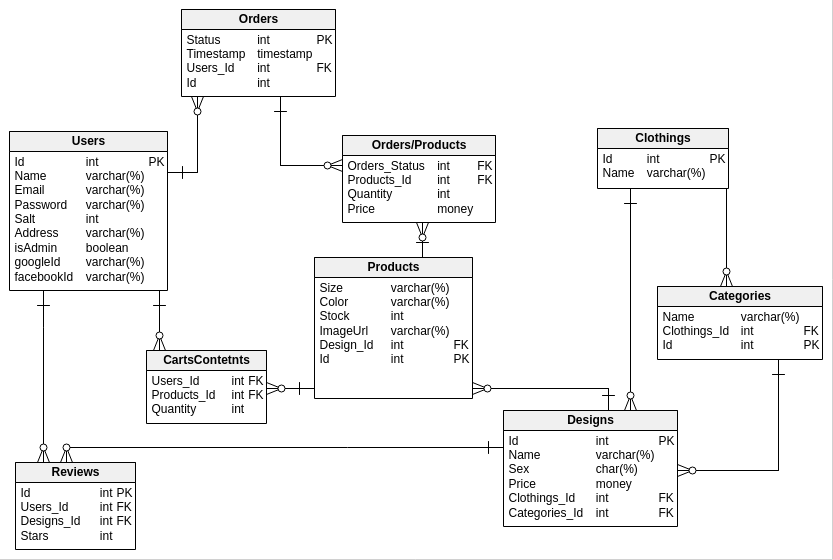 Orders
Status int PK
Timestamp timestamp
Users_Id int FK
Id int
Users
Id int PK
Name varchar(%)
Email varchar(%)
Password varchar(%)
Salt int
Address varchar(%)
isAdmin boolean
googleId varchar(%)
facebookId varchar(%)
Orders/Products
Orders_Status int FK
Products_Id int FK
Quantity int
Price money
Clothings
Id int PK
Name varchar(%)
Products
Size varchar(%)
Color varchar(%)
Stock int
ImageUrl varchar(%)
Design_Id int FK
Id int PK
Categories
Name varchar(%)
Clothings_Id int FK
Id int PK
CartsContetnts
Users_Id int FK
Products_Id int FK
Quantity int
Designs
Id int PK
Name varchar(%)
Sex char(%)
Price money
Clothings_Id int FK
Categories_Id int FK
Reviews
Id int PK
Users_Id int FK
Designs_Id int FK
Stars int